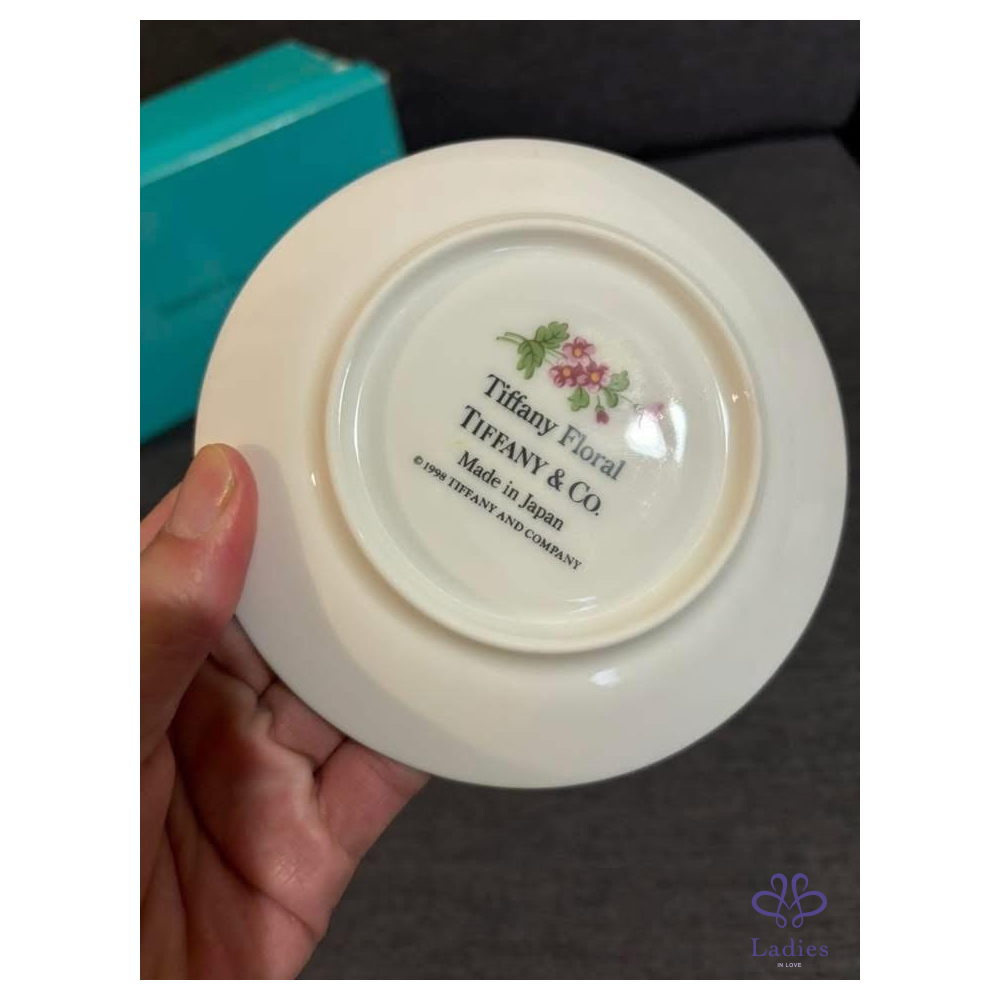 Tiffany Floral
TIFFANY & CO.
Made in Japan
© 1998 TIFFANY AND COMPANY
Ladies
IN LOVE